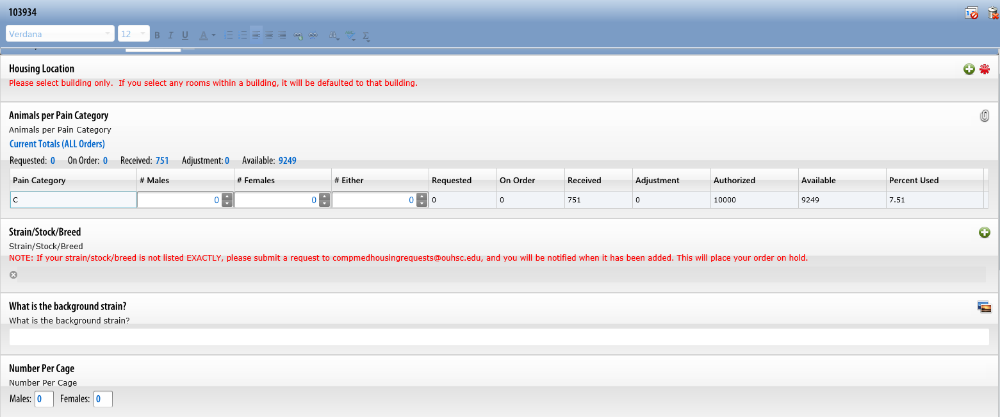 103934
Verdana 12 B I U A
Housing Location
Please select building only. If you select any rooms within a building, it will be defaulted to that building.
Animals per Pain Category
Animals per Pain Category
Current Totals (ALL Orders)
Requested: 0 On Order: 0 Received: 751 Adjustment: 0 Available: 9249
Pain Category # Males # Females # Either Requested On Order Received Adjustment Authorized Available Percent Used
C 0 0 0 0 0 751 0 10000 9249 7.51
Strain/Stock/Breed
Strain/Stock/Breed
NOTE: If your strain/stock/breed is not listed EXACTLY, please submit a request to compmedhousingrequests@ouhsc.edu, and you will be notified when it has been added. This will place your order on hold.
What is the background strain?
What is the background strain?
Number Per Cage
Number Per Cage
Males: 0 Females: 0